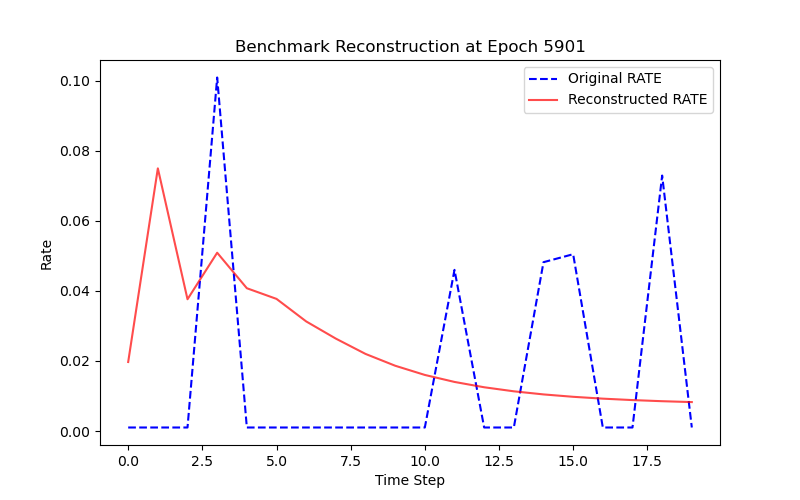 Benchmark Reconstruction at Epoch 5901
Original RATE
Reconstructed RATE
0.10
0.08
0.06
0.04
0.02
0.00
Rate
0.0 2.5 5.0 7.5 10.0 12.5 15.0 17.5
Time Step